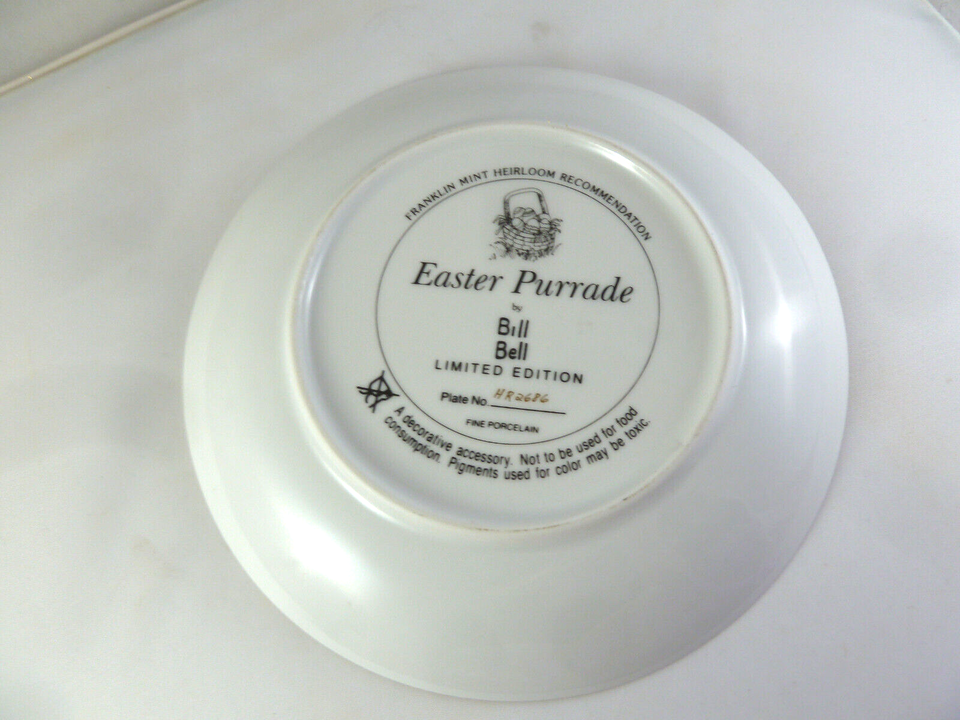 FRANKLIN MINT HEIRLOOM RECOMMENDATION
Easter Purrade
by
Bill
Bell
LIMITED EDITION
Plate No. HR2686
FINE PORCELAIN
A decorative accessory. Not to be used for food
consumption. Pigments used for color may be toxic.